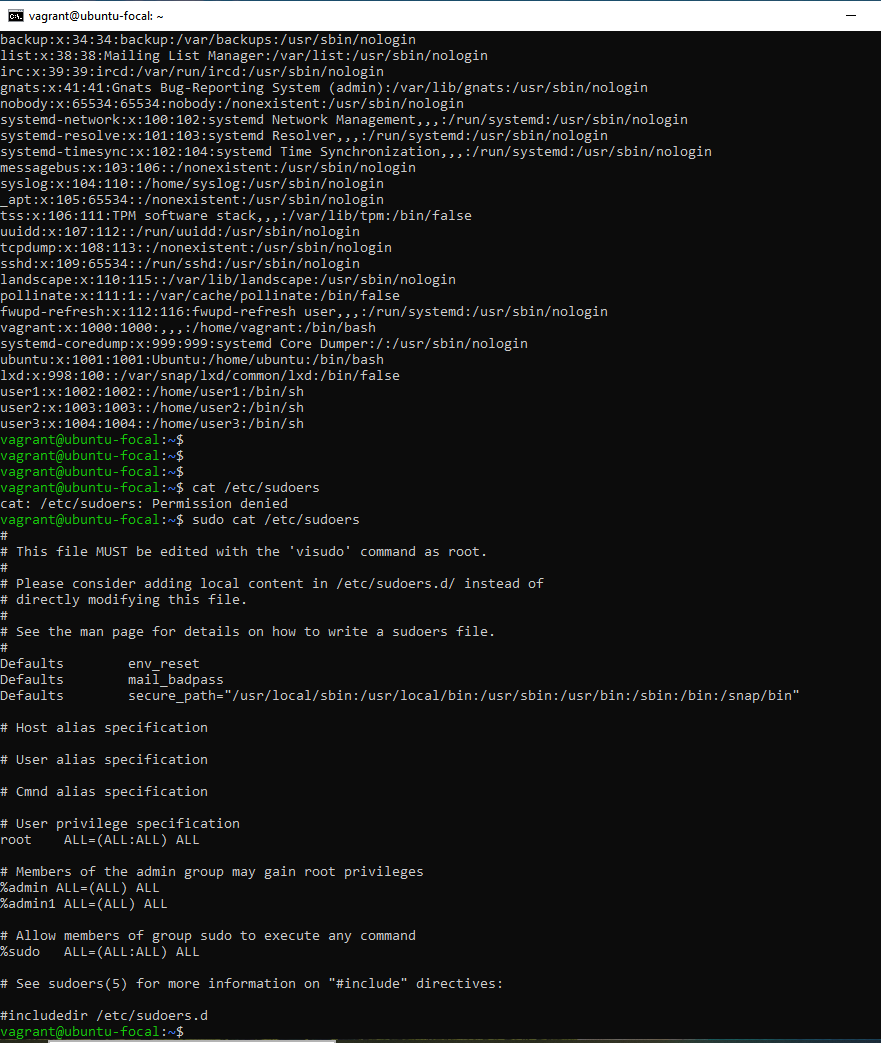 vagrant@ubuntu-focal: ~
backup:x:34:34:backup:/var/backups:/usr/sbin/nologin
list:x:38:38:Mailing List Manager:/var/list:/usr/sbin/nologin
irc:x:39:39:ircd:/var/run/ircd:/usr/sbin/nologin
gnats:x:41:41:Gnats Bug-Reporting System (admin):/var/lib/gnats:/usr/sbin/nologin
nobody:x:65534:65534:nobody:/nonexistent:/usr/sbin/nologin
systemd-network:x:100:102:systemd Network Management,,,:/run/systemd:/usr/sbin/nologin
systemd-resolve:x:101:103:systemd Resolver,,,:/run/systemd:/usr/sbin/nologin
systemd-timesync:x:102:104:systemd Time Synchronization,,,:/run/systemd:/usr/sbin/nologin
messagebus:x:103:106::/nonexistent:/usr/sbin/nologin
syslog:x:104:110::/home/syslog:/usr/sbin/nologin
_apt:x:105:65534::/nonexistent:/usr/sbin/nologin
tss:x:106:111:TPM software stack,,,:/var/lib/tpm:/bin/false
uuidd:x:107:112::/run/uuidd:/usr/sbin/nologin
tcpdump:x:108:113::/nonexistent:/usr/sbin/nologin
sshd:x:109:65534::/run/sshd:/usr/sbin/nologin
landscape:x:110:115::/var/lib/landscape:/usr/sbin/nologin
pollinate:x:111:1::/var/cache/pollinate:/bin/false
fwupd-refresh:x:112:116:fwupd-refresh user,,,:/run/systemd:/usr/sbin/nologin
vagrant:x:1000:1000:,,,:/home/vagrant:/bin/bash
systemd-coredump:x:999:999:systemd Core Dumper:/:/usr/sbin/nologin
ubuntu:x:1001:1001:Ubuntu:/home/ubuntu:/bin/bash
lxd:x:998:100::/var/snap/lxd/common/lxd:/bin/false
user1:x:1002:1002::/home/user1:/bin/sh
user2:x:1003:1003::/home/user2:/bin/sh
user3:x:1004:1004::/home/user3:/bin/sh
vagrant@ubuntu-focal:~$
vagrant@ubuntu-focal:~$
vagrant@ubuntu-focal:~$
vagrant@ubuntu-focal:~$ cat /etc/sudoers
cat: /etc/sudoers: Permission denied
vagrant@ubuntu-focal:~$ sudo cat /etc/sudoers
#
# This file MUST be edited with the 'visudo' command as root.
#
# Please consider adding local content in /etc/sudoers.d/ instead of
# directly modifying this file.
#
# See the man page for details on how to write a sudoers file.
#
Defaults        env_reset
Defaults        mail_badpass
Defaults        secure_path="/usr/local/sbin:/usr/local/bin:/usr/sbin:/usr/bin:/sbin:/bin:/snap/bin"
# Host alias specification
# User alias specification
# Cmnd alias specification
# User privilege specification
root    ALL=(ALL:ALL) ALL
# Members of the admin group may gain root privileges
%admin ALL=(ALL) ALL
%admin1 ALL=(ALL) ALL
# Allow members of group sudo to execute any command
%sudo   ALL=(ALL:ALL) ALL
# See sudoers(5) for more information on "#include" directives:
#includedir /etc/sudoers.d
vagrant@ubuntu-focal:~$